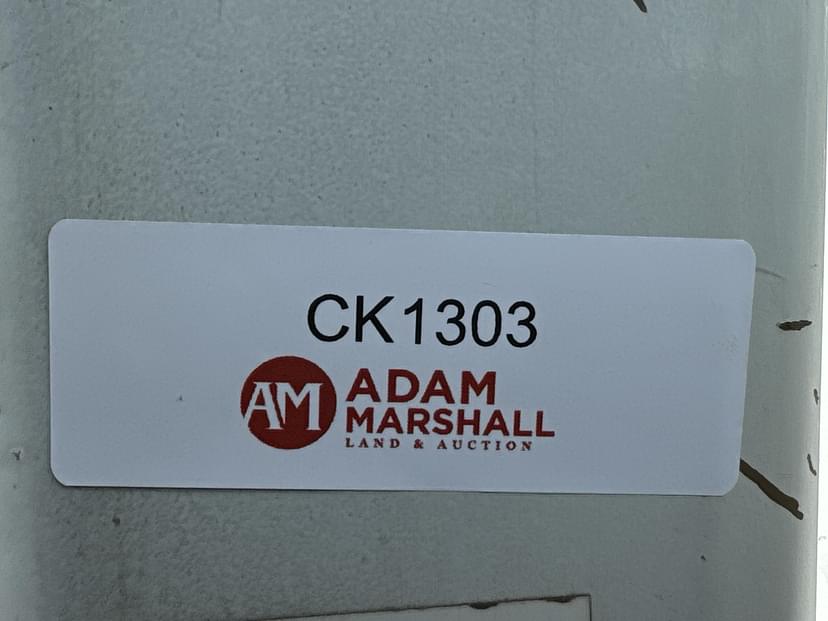 CK1303
AM ADAM
MARSHALL
LAND & AUCTION